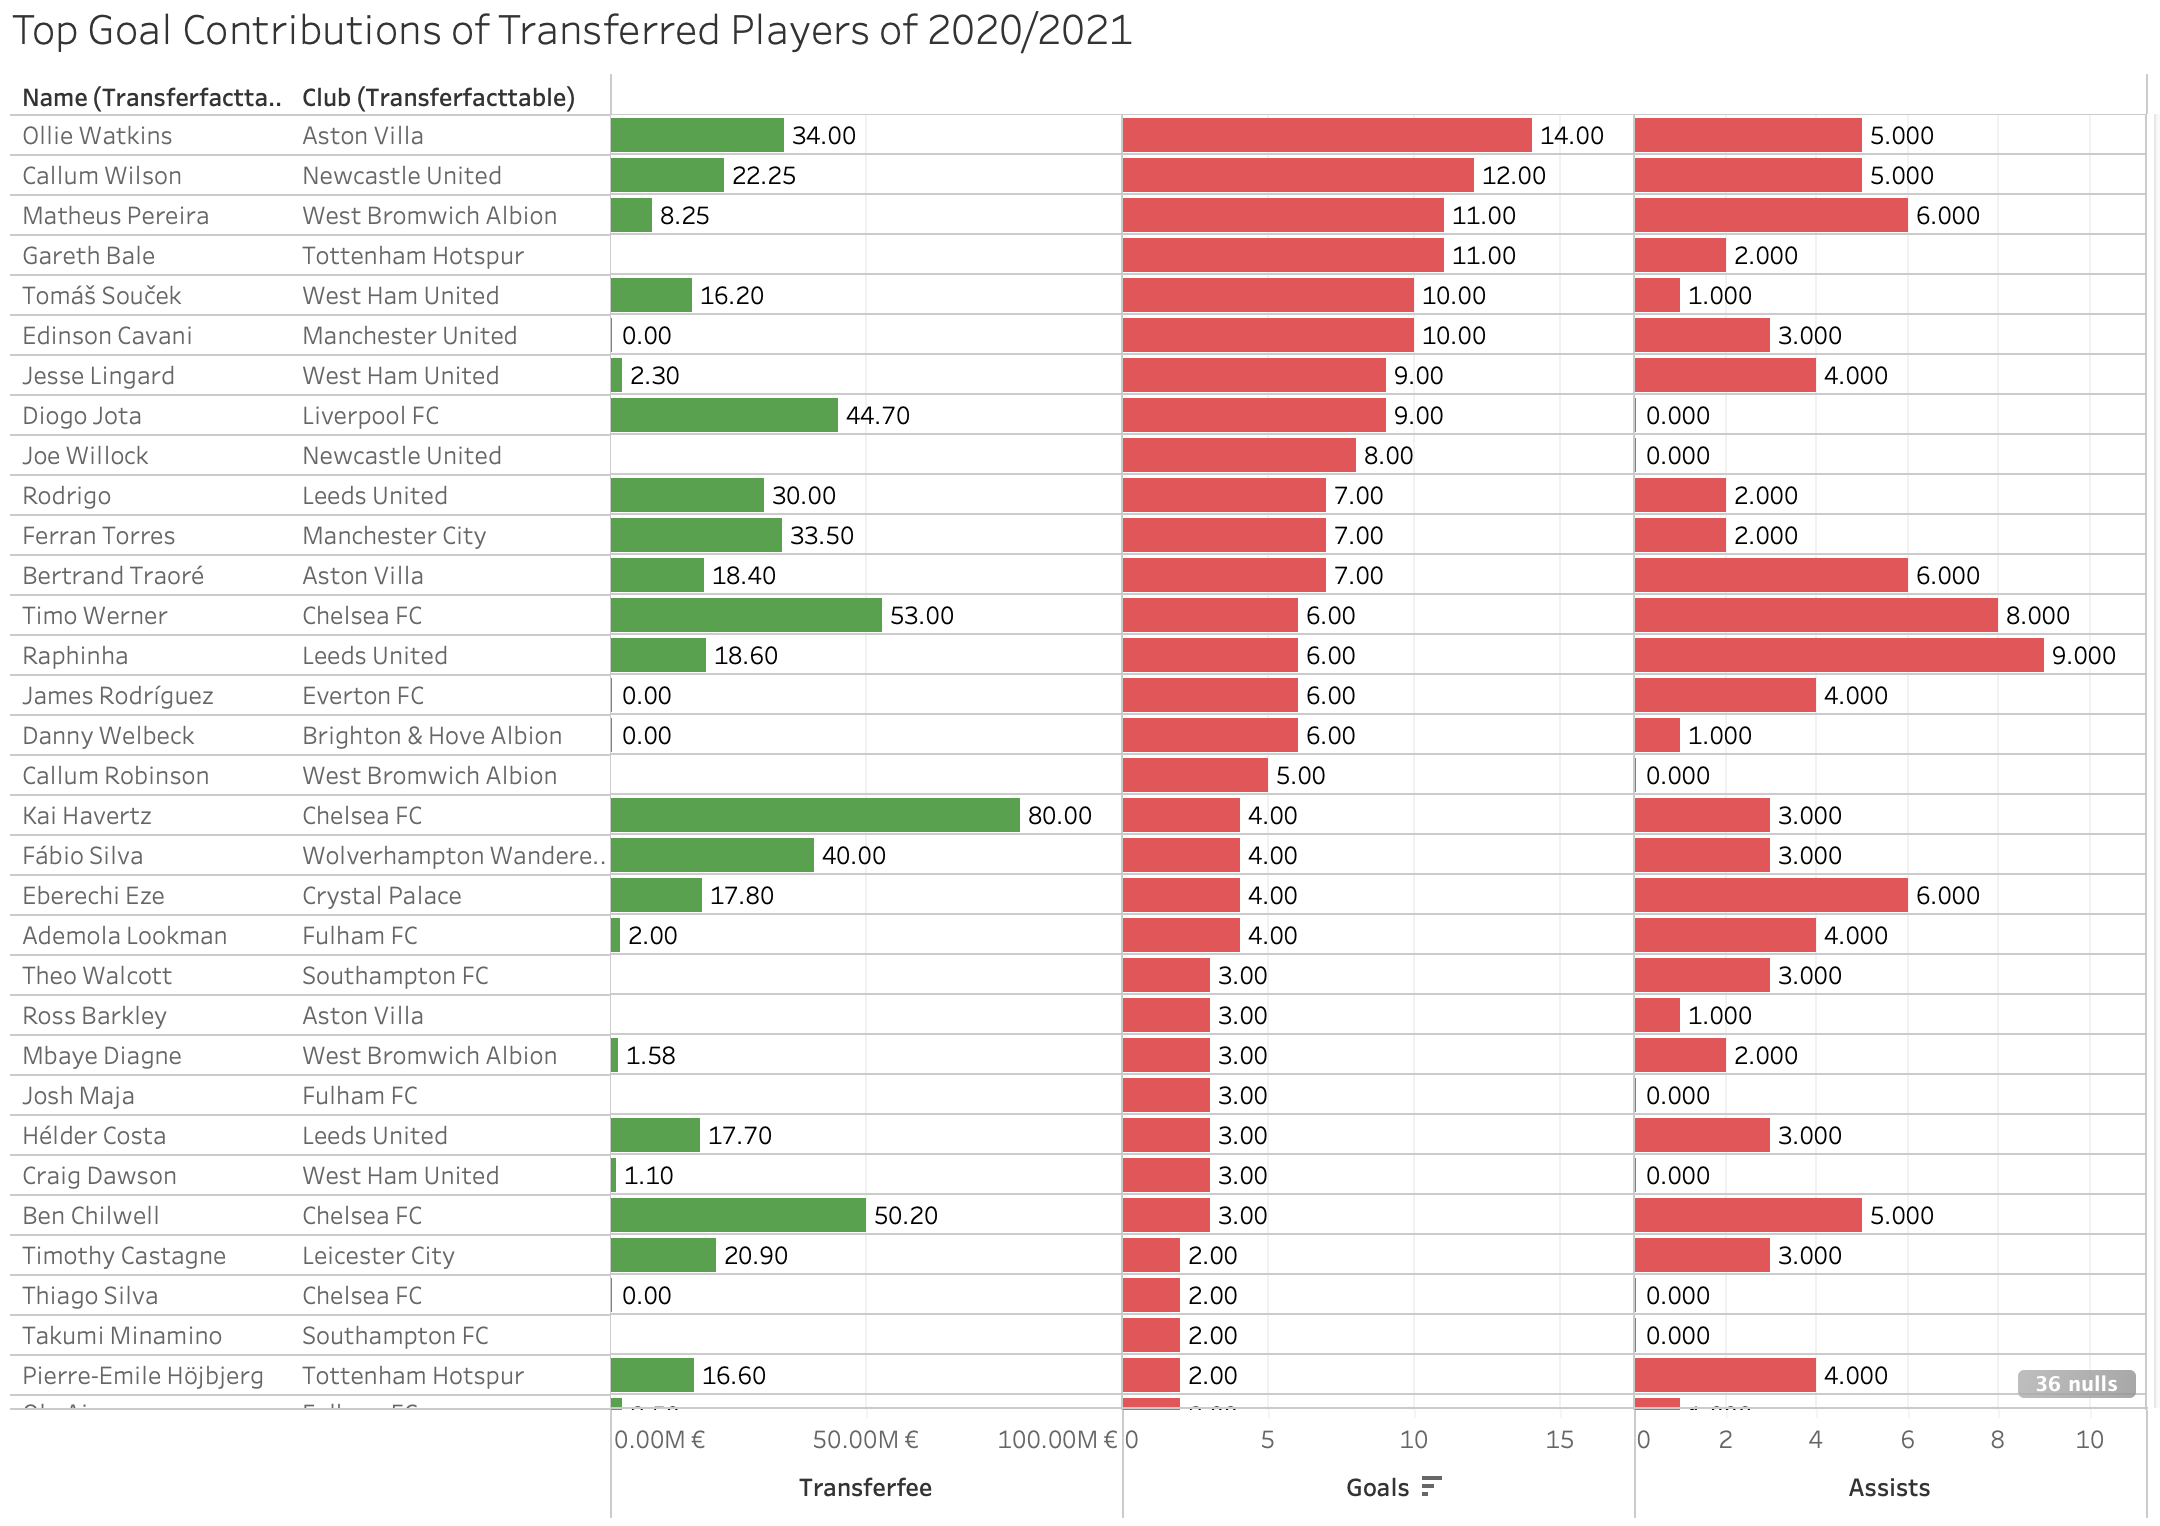 Top Goal Contributions of Transferred Players of 2020/2021
Name (Transferfactta.. Club (Transferfacttable)
Ollie Watkins Aston Villa 34.00 14.00 5.000
Callum Wilson Newcastle United 22.25 12.00 5.000
Matheus Pereira West Bromwich Albion 8.25 11.00 6.000
Gareth Bale Tottenham Hotspur 11.00 2.000
Tomáš Souček West Ham United 16.20 10.00 1.000
Edinson Cavani Manchester United 0.00 10.00 3.000
Jesse Lingard West Ham United 2.30 9.00 4.000
Diogo Jota Liverpool FC 44.70 9.00 0.000
Joe Willock Newcastle United 8.00 0.000
Rodrigo Leeds United 30.00 7.00 2.000
Ferran Torres Manchester City 33.50 7.00 2.000
Bertrand Traoré Aston Villa 18.40 7.00 6.000
Timo Werner Chelsea FC 53.00 6.00 8.000
Raphinha Leeds United 18.60 6.00 9.000
James Rodríguez Everton FC 0.00 6.00 4.000
Danny Welbeck Brighton & Hove Albion 0.00 6.00 1.000
Callum Robinson West Bromwich Albion 5.00 0.000
Kai Havertz Chelsea FC 80.00 4.00 3.000
Fábio Silva Wolverhampton Wandere.. 40.00 4.00 3.000
Eberechi Eze Crystal Palace 17.80 4.00 6.000
Ademola Lookman Fulham FC 2.00 4.00 4.000
Theo Walcott Southampton FC 3.00 3.000
Ross Barkley Aston Villa 3.00 1.000
Mbaye Diagne West Bromwich Albion 1.58 3.00 2.000
Josh Maja Fulham FC 3.00 0.000
Hélder Costa Leeds United 17.70 3.00 3.000
Craig Dawson West Ham United 1.10 3.00 0.000
Ben Chilwell Chelsea FC 50.20 3.00 5.000
Timothy Castagne Leicester City 20.90 2.00 3.000
Thiago Silva Chelsea FC 0.00 2.00 0.000
Takumi Minamino Southampton FC 2.00 0.000
Pierre-Emile Höjbjerg Tottenham Hotspur 16.60 2.00 4.000
36 nulls
0.00M € 50.00M € 100.00M € 0 5 10 15 0 2 4 6 8 10
Transferfee Goals Assists